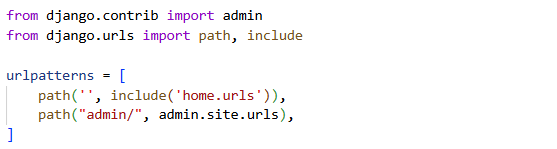 from django.contrib import admin
from django.urls import path, include

urlpatterns = [
    path('', include('home.urls')),
    path("admin/", admin.site.urls),
]